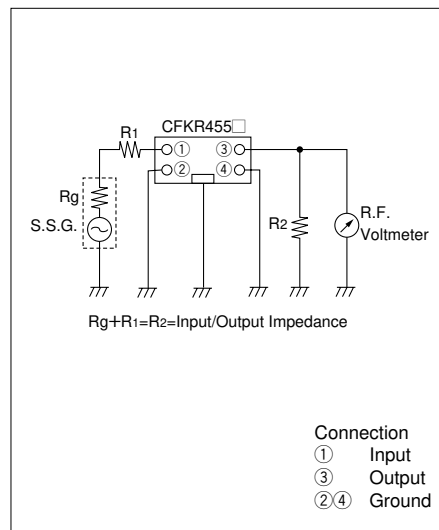 CFKR455□
R1
① ③
② ④
Rg
S.S.G.
R2
R.F.
Voltmeter
Rg+R1=R2=Input/Output Impedance
Connection
① Input
③ Output
②④ Ground